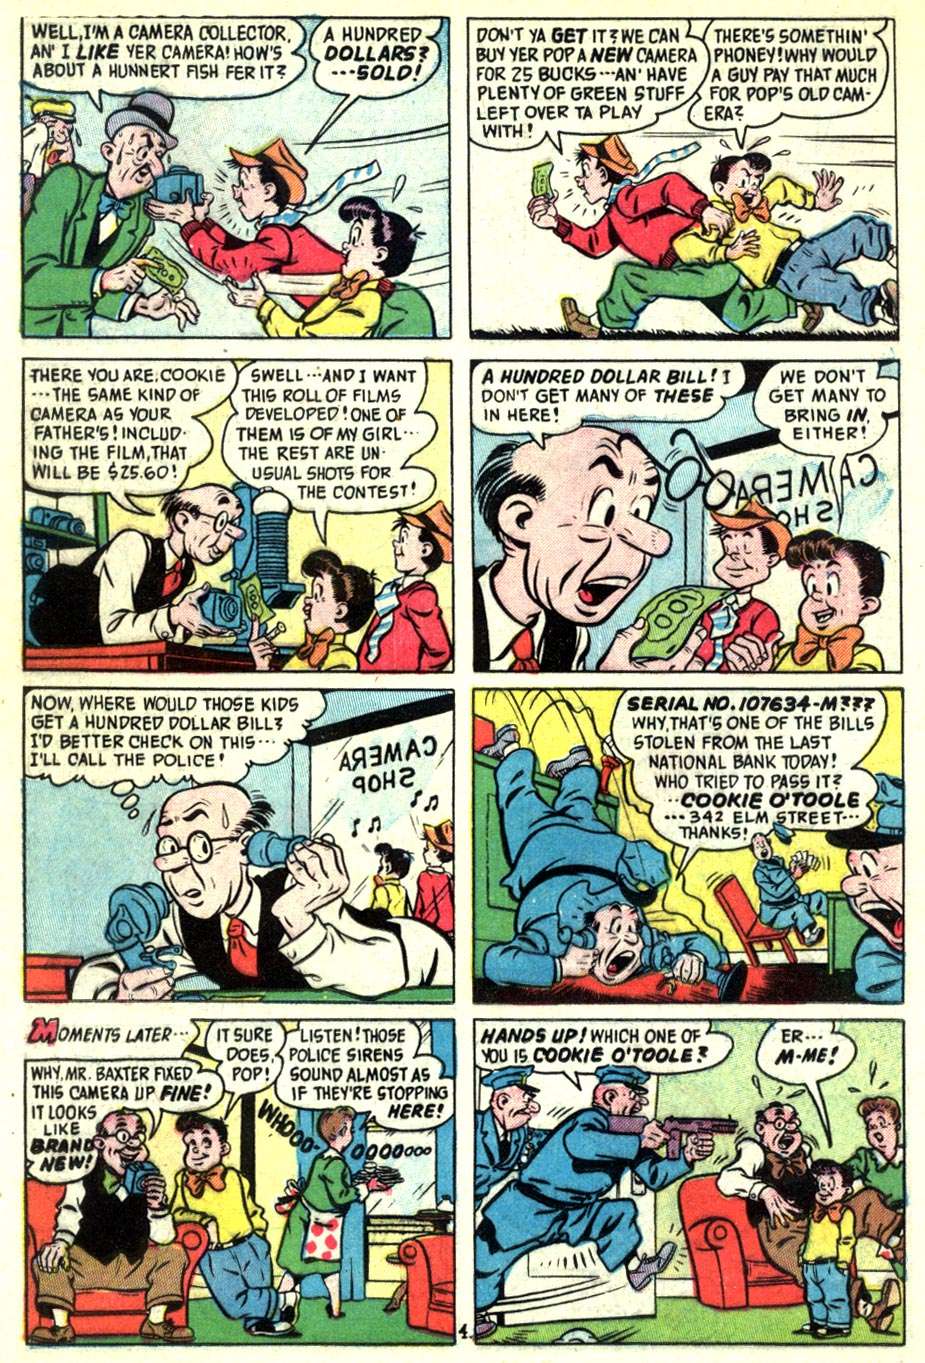 WELL, I'M A CAMERA COLLECTOR,
AN' I LIKE YER CAMERA! HOW'S
ABOUT A HUNNERT FISH FER IT?
A HUNDRED
DOLLARS?
---SOLD!
100
DON'T YA GET IT? WE CAN
BUY YER POP A NEW CAMERA
FOR 25 BUCKS---AN' HAVE
PLENTY OF GREEN STUFF
LEFT OVER TA PLAY
WITH!
THERE'S SOMETHIN'
PHONEY! WHY WOULD
A GUY PAY THAT MUCH
FOR POP'S OLD CAM-
ERA?
THERE YOU ARE, COOKIE
---THE SAME KIND OF
CAMERA AS YOUR
FATHER'S! INCLUD-
ING THE FILM, THAT
WILL BE $25.60!
SWELL---AND I WANT
THIS ROLL OF FILMS
DEVELOPED! ONE OF
THEM IS OF MY GIRL---
THE REST ARE UN-
USUAL SHOTS FOR
THE CONTEST!
A HUNDRED DOLLAR BILL! I
DON'T GET MANY OF THESE
IN HERE!
WE DON'T
GET MANY TO
BRING IN,
EITHER!
CAMERA
SHO
NOW, WHERE WOULD THOSE KIDS
GET A HUNDRED DOLLAR BILL?
I'D BETTER CHECK ON THIS---
I'LL CALL THE POLICE!
CAMERA
SHOP
SERIAL NO. 107634-M???
WHY, THAT'S ONE OF THE BILLS
STOLEN FROM THE LAST
NATIONAL BANK TODAY!
WHO TRIED TO PASS IT?
--COOKIE O'TOOLE
---342 ELM STREET---
THANKS!
MOMENTS LATER---
WHY, MR. BAXTER FIXED
THIS CAMERA UP FINE!
IT LOOKS
LIKE
BRAND
NEW!
IT SURE
DOES,
POP!
LISTEN! THOSE
POLICE SIRENS
SOUND ALMOST AS
IF THEY'RE STOPPING
HERE!
WHOOO-
OOOOOOO
HANDS UP! WHICH ONE OF
YOU IS COOKIE O'TOOLE?
ER---
M-ME!
4